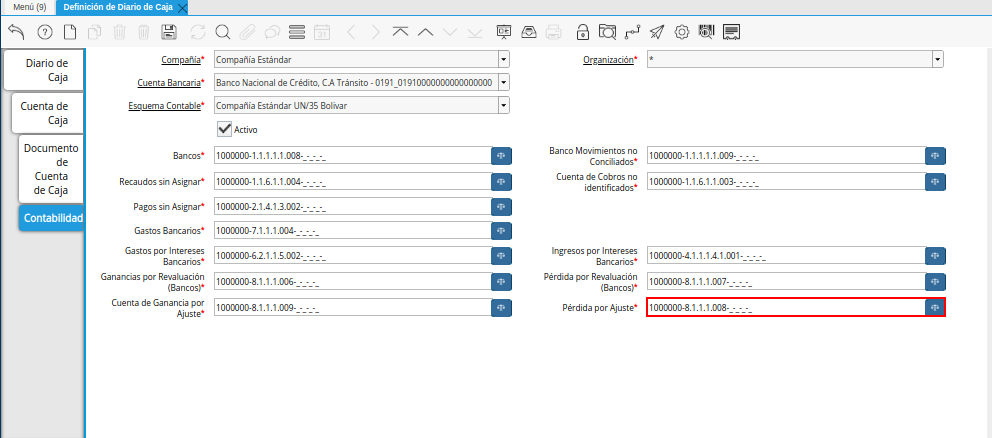 Menú (9)
Definición de Diario de Caja
Diario de
Caja
Cuenta de
Caja
Documento
de
Cuenta
de Caja
Contabilidad
Compañía* Compañía Estándar
Organización* *
Cuenta Bancaria* Banco Nacional de Crédito, C.A Tránsito - 0191_01910000000000000000
Esquema Contable* Compañía Estándar UN/35 Bolivar
Activo
Bancos* 1000000-1.1.1.1.1.008-_-_-_-_
Banco Movimientos no
Conciliados* 1000000-1.1.1.1.1.009-_-_-_-_
Recaudos sin Asignar* 1000000-1.1.6.1.1.004-_-_-_-_
Cuenta de Cobros no
identificados* 1000000-1.1.6.1.1.003-_-_-_-_
Pagos sin Asignar* 1000000-2.1.4.1.3.002-_-_-_-_
Gastos Bancarios* 1000000-7.1.1.1.004-_-_-_-_
Gastos por Intereses
Bancarios* 1000000-6.2.1.1.5.002-_-_-_-_
Ingresos por Intereses
Bancarios* 1000000-4.1.1.1.4.1.001-_-_-_-_
Ganancias por Revaluación
(Bancos)* 1000000-8.1.1.1.006-_-_-_-_
Pérdida por Revaluación
(Bancos)* 1000000-8.1.1.1.007-_-_-_-_
Cuenta de Ganancia por
Ajuste* 1000000-8.1.1.1.009-_-_-_-_
Pérdida por Ajuste* 1000000-8.1.1.1.008-_-_-_-_